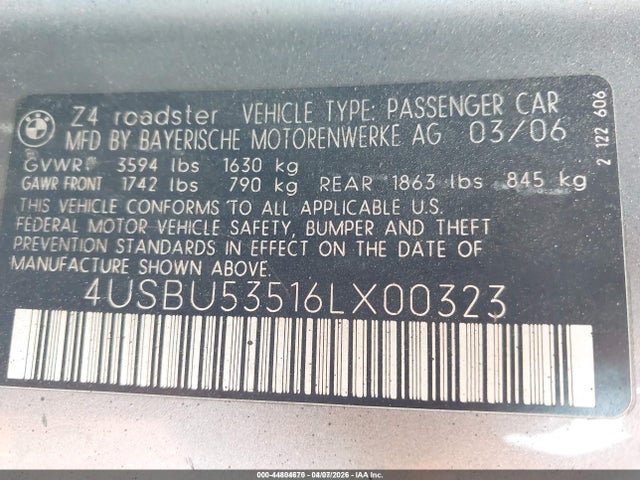 BMW
Z4 roadster VEHICLE TYPE: PASSENGER CAR
MFD BY BAYERISCHE MOTORENWERKE AG 03/06
GVWR 3594 lbs 1630 kg
GAWR FRONT 1742 lbs 790 kg REAR 1863 lbs 845 kg
THIS VEHICLE CONFORMS TO ALL APPLICABLE U.S.
FEDERAL MOTOR VEHICLE SAFETY, BUMPER AND THEFT
PREVENTION STANDARDS IN EFFECT ON THE DATE OF
MANUFACTURE SHOWN ABOVE.
4USBU53516LX00323
2 122 606
000-44804670 - 04/07/2026 - IAA Inc.